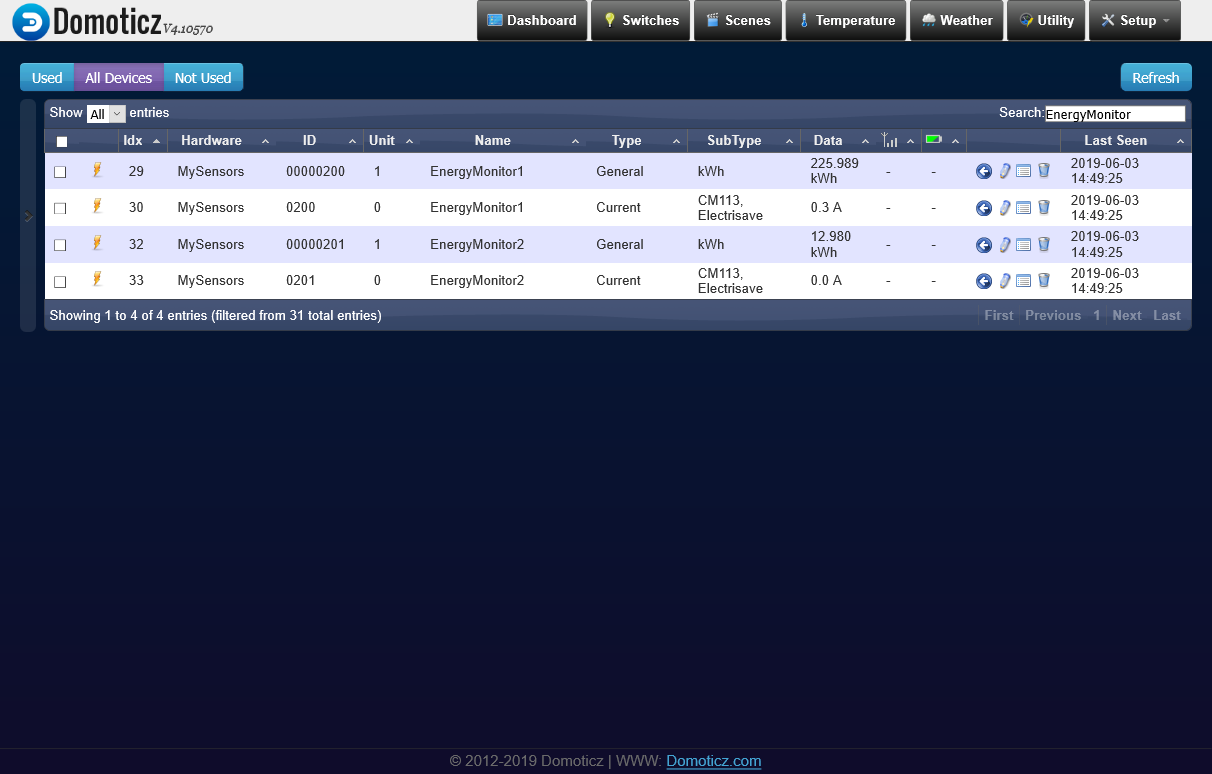 Domoticz V4.10570
Dashboard Switches Scenes Temperature Weather Utility Setup
Used All Devices Not Used Refresh
Show All entries Search: EnergyMonitor
Idx Hardware ID Unit Name Type SubType Data Last Seen
29 MySensors 00000200 1 EnergyMonitor1 General kWh 225.989 kWh - - 2019-06-03 14:49:25
30 MySensors 0200 0 EnergyMonitor1 Current CM113, Electrisave 0.3 A - - 2019-06-03 14:49:25
32 MySensors 00000201 1 EnergyMonitor2 General kWh 12.980 kWh - - 2019-06-03 14:49:25
33 MySensors 0201 0 EnergyMonitor2 Current CM113, Electrisave 0.0 A - - 2019-06-03 14:49:25
Showing 1 to 4 of 4 entries (filtered from 31 total entries) First Previous 1 Next Last
© 2012-2019 Domoticz | WWW: Domoticz.com